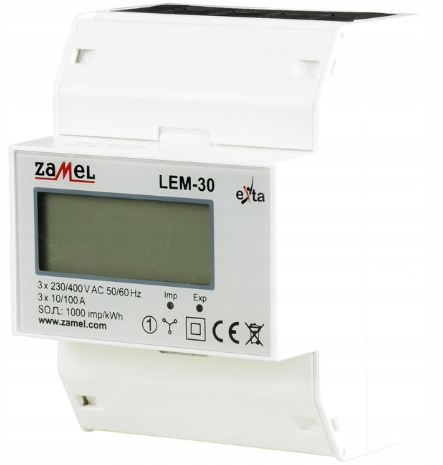 ZAMEL
LEM-30
exta
3 x 230/400 V AC 50/60 Hz
3 x 10/100 A
Imp Exp
SO⎍: 1000 imp/kWh
www.zamel.com
1
CE